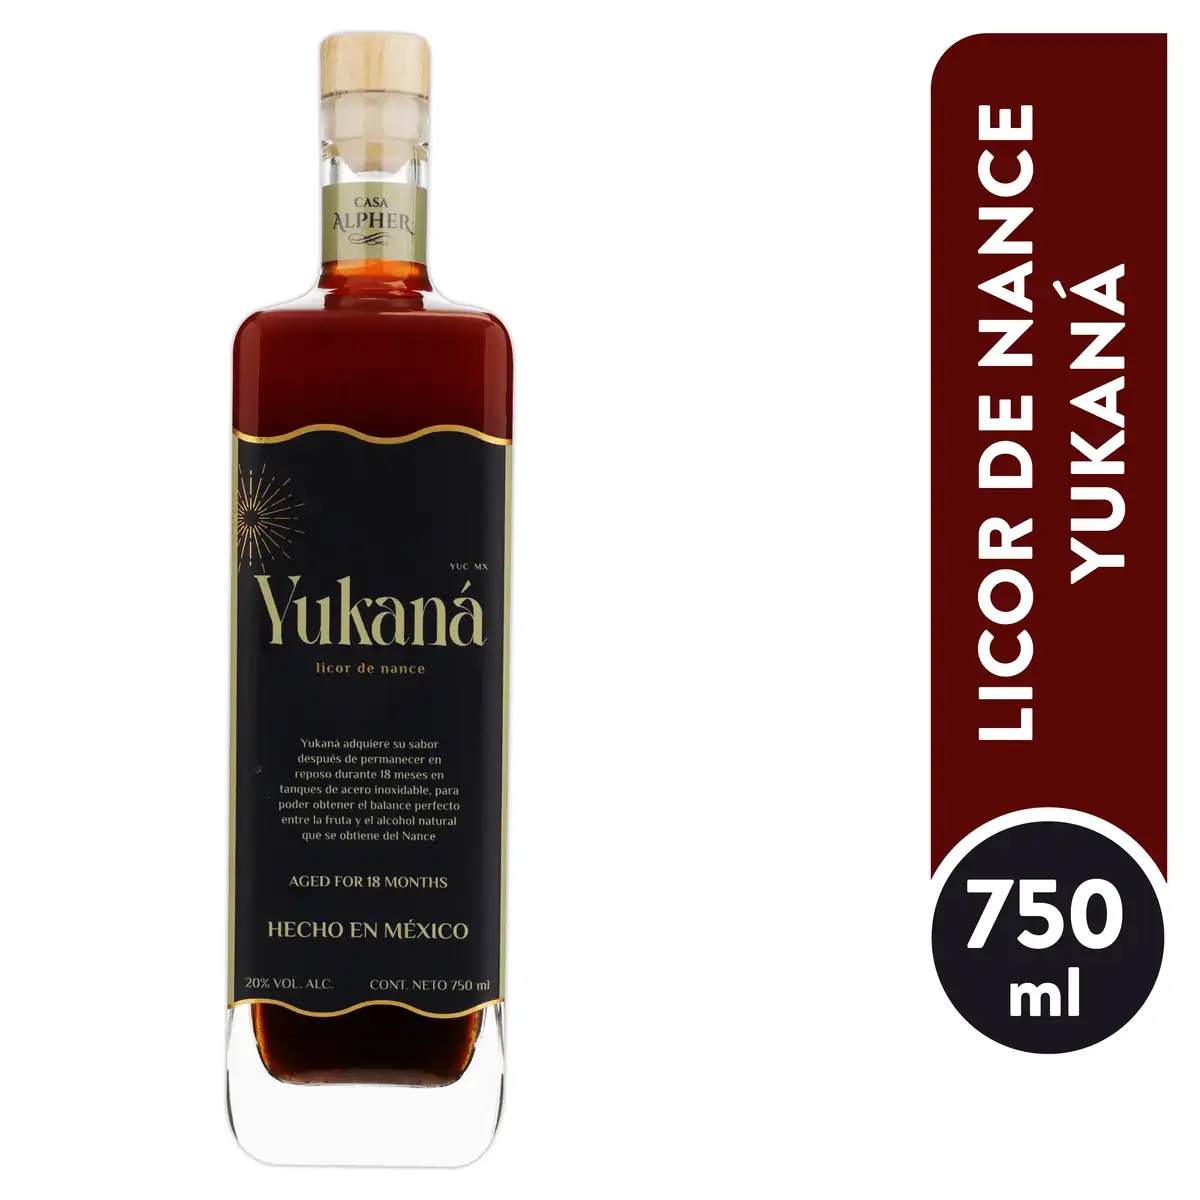 CASA
ALPHER
YUC MX
Yukaná
licor de nance
Yukaná adquiere su sabor
después de permanecer en
reposo durante 18 meses en
tanques de acero inoxidable, para
poder obtener el balance perfecto
entre la fruta y el alcohol natural
que se obtiene del Nance
AGED FOR 18 MONTHS
HECHO EN MÉXICO
20% VOL. ALC. CONT. NETO 750 ml
LICOR DE NANCE
YUKANÁ
750
ml